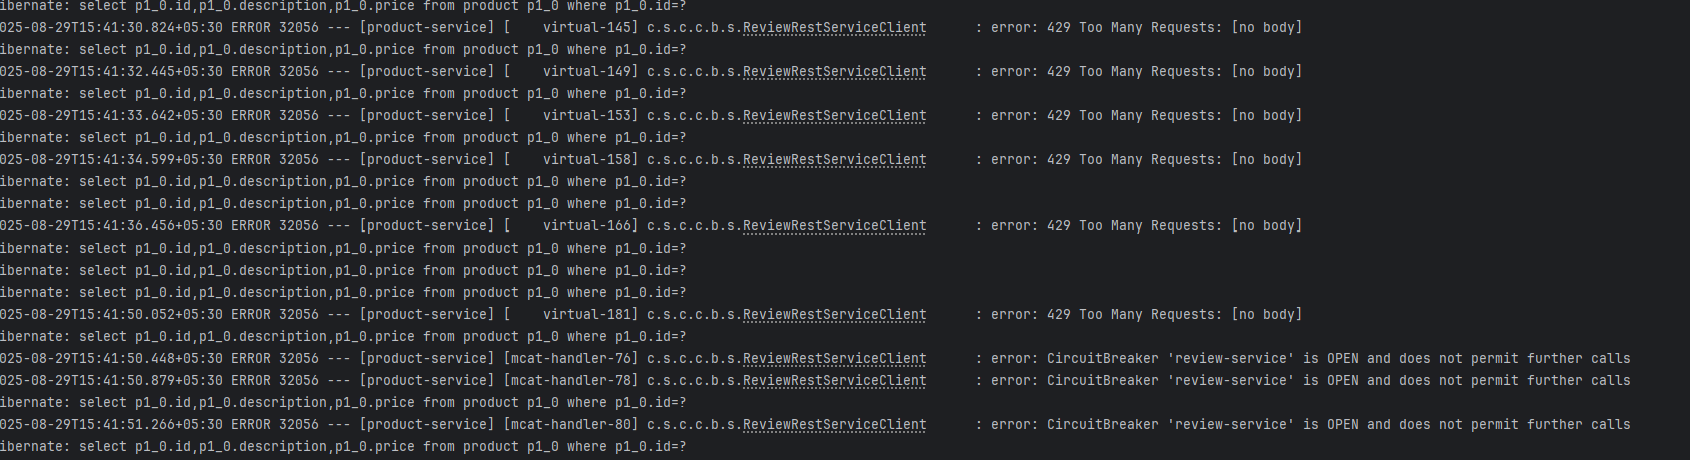 ibernate: select p1_0.id,p1_0.description,p1_0.price from product p1_0 where p1_0.id=?
025-08-29T15:41:30.824+05:30 ERROR 32056 --- [product-service] [    virtual-145] c.s.c.c.b.s.ReviewRestServiceClient      : error: 429 Too Many Requests: [no body]
ibernate: select p1_0.id,p1_0.description,p1_0.price from product p1_0 where p1_0.id=?
025-08-29T15:41:32.445+05:30 ERROR 32056 --- [product-service] [    virtual-149] c.s.c.c.b.s.ReviewRestServiceClient      : error: 429 Too Many Requests: [no body]
ibernate: select p1_0.id,p1_0.description,p1_0.price from product p1_0 where p1_0.id=?
025-08-29T15:41:33.642+05:30 ERROR 32056 --- [product-service] [    virtual-153] c.s.c.c.b.s.ReviewRestServiceClient      : error: 429 Too Many Requests: [no body]
ibernate: select p1_0.id,p1_0.description,p1_0.price from product p1_0 where p1_0.id=?
025-08-29T15:41:34.599+05:30 ERROR 32056 --- [product-service] [    virtual-158] c.s.c.c.b.s.ReviewRestServiceClient      : error: 429 Too Many Requests: [no body]
ibernate: select p1_0.id,p1_0.description,p1_0.price from product p1_0 where p1_0.id=?
ibernate: select p1_0.id,p1_0.description,p1_0.price from product p1_0 where p1_0.id=?
025-08-29T15:41:36.456+05:30 ERROR 32056 --- [product-service] [    virtual-166] c.s.c.c.b.s.ReviewRestServiceClient      : error: 429 Too Many Requests: [no body]
ibernate: select p1_0.id,p1_0.description,p1_0.price from product p1_0 where p1_0.id=?
ibernate: select p1_0.id,p1_0.description,p1_0.price from product p1_0 where p1_0.id=?
ibernate: select p1_0.id,p1_0.description,p1_0.price from product p1_0 where p1_0.id=?
025-08-29T15:41:50.052+05:30 ERROR 32056 --- [product-service] [    virtual-181] c.s.c.c.b.s.ReviewRestServiceClient      : error: 429 Too Many Requests: [no body]
ibernate: select p1_0.id,p1_0.description,p1_0.price from product p1_0 where p1_0.id=?
025-08-29T15:41:50.448+05:30 ERROR 32056 --- [product-service] [mcat-handler-76] c.s.c.c.b.s.ReviewRestServiceClient      : error: CircuitBreaker 'review-service' is OPEN and does not permit further calls
025-08-29T15:41:50.879+05:30 ERROR 32056 --- [product-service] [mcat-handler-78] c.s.c.c.b.s.ReviewRestServiceClient      : error: CircuitBreaker 'review-service' is OPEN and does not permit further calls
ibernate: select p1_0.id,p1_0.description,p1_0.price from product p1_0 where p1_0.id=?
025-08-29T15:41:51.266+05:30 ERROR 32056 --- [product-service] [mcat-handler-80] c.s.c.c.b.s.ReviewRestServiceClient      : error: CircuitBreaker 'review-service' is OPEN and does not permit further calls
ibernate: select p1_0.id,p1_0.description,p1_0.price from product p1_0 where p1_0.id=?